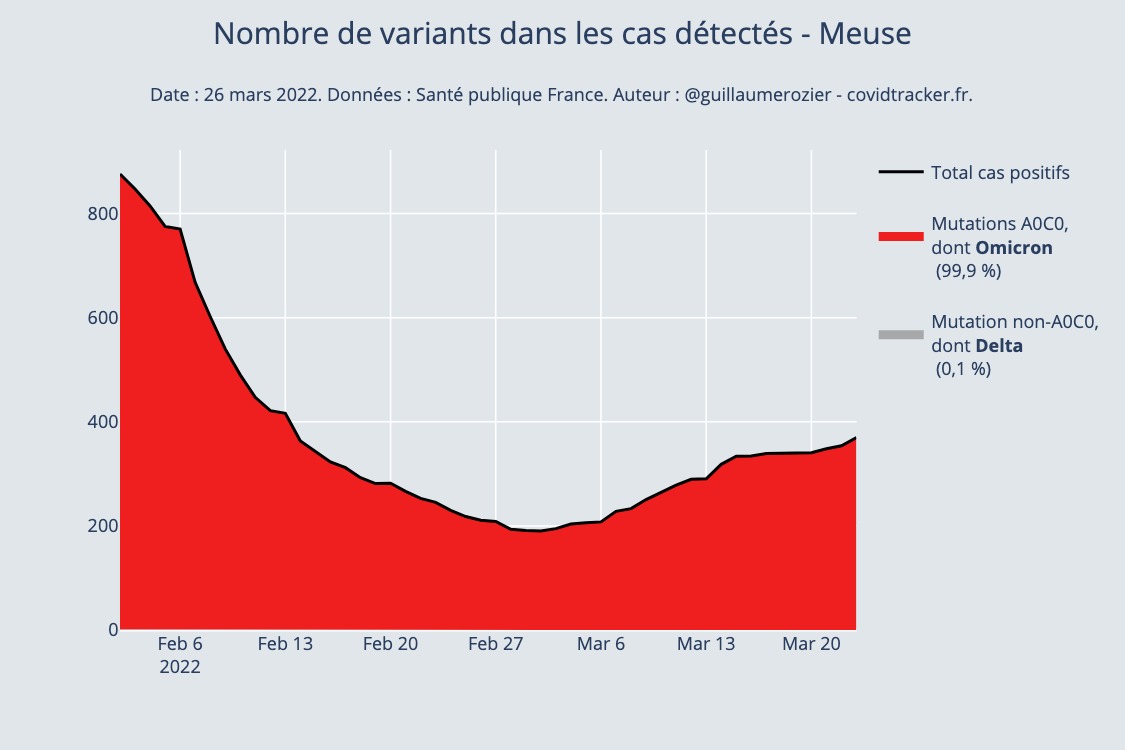 Nombre de variants dans les cas détectés - Meuse
Date : 26 mars 2022. Données : Santé publique France. Auteur : @guillaumerozier - covidtracker.fr.
Total cas positifs
Mutations A0C0,
dont Omicron
(99,9 %)
Mutation non-A0C0,
dont Delta
(0,1 %)
800
600
400
200
0
Feb 6
2022
Feb 13
Feb 20
Feb 27
Mar 6
Mar 13
Mar 20